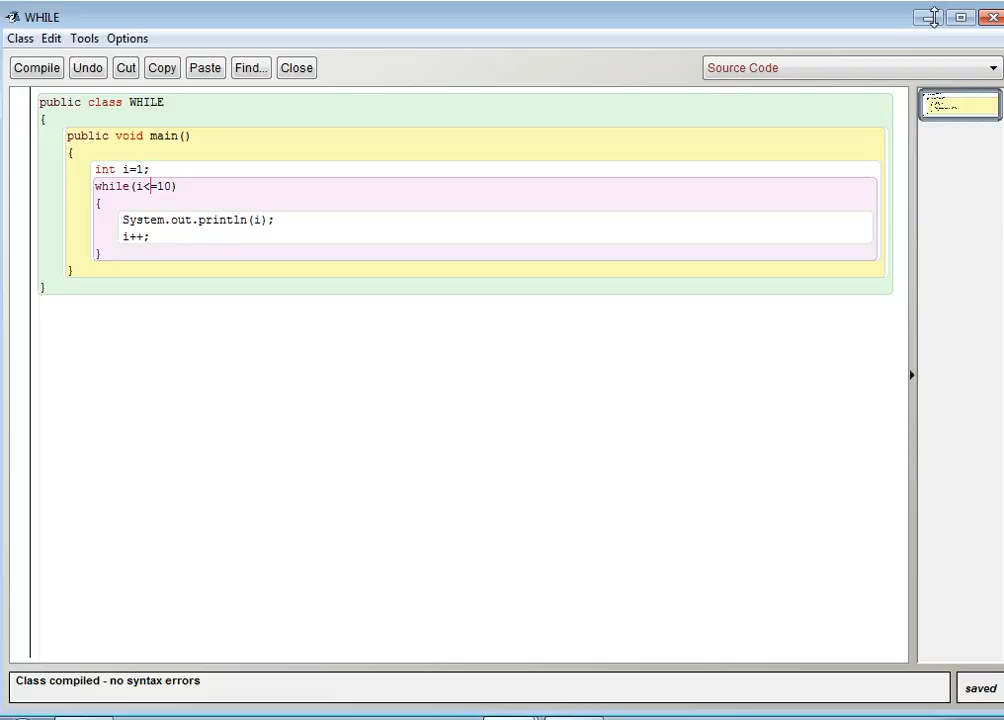 WHILE
Class Edit Tools Options
Compile Undo Cut Copy Paste Find... Close Source Code
public class WHILE
{
public void main()
{
int i=1;
while(i<=10)
{
System.out.println(i);
i++;
}
}
}
Class compiled - no syntax errors
saved